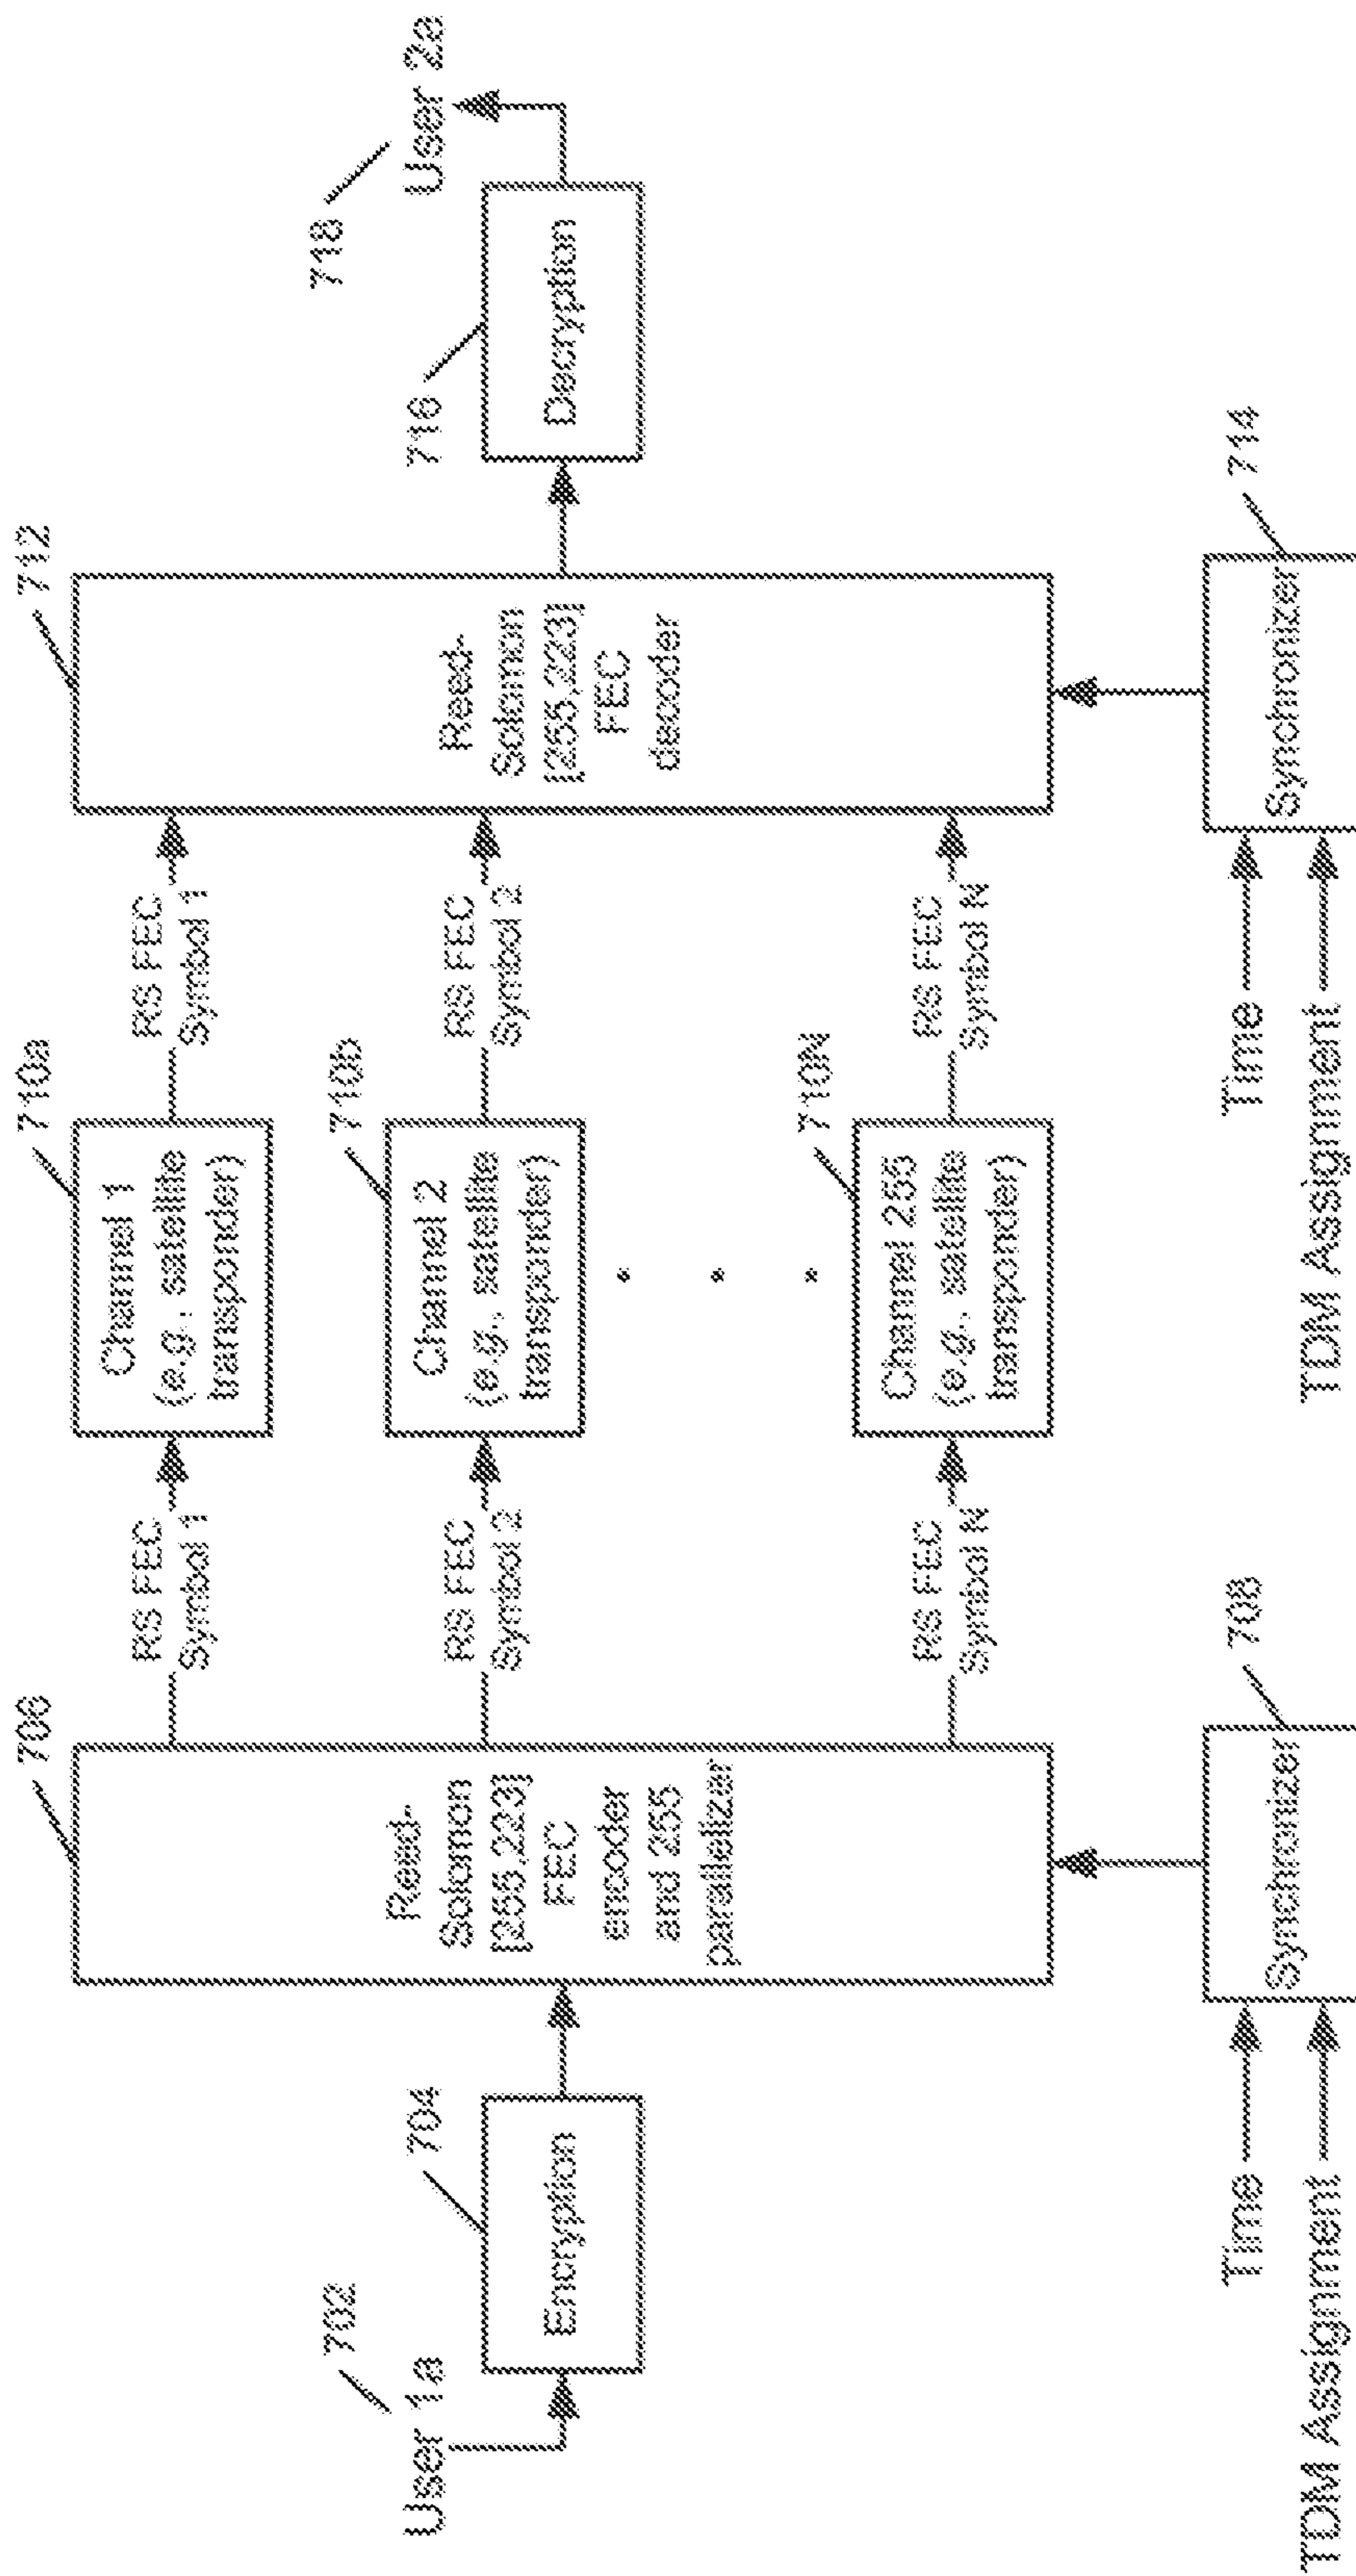 702
User 1a
704
Encryption
706
Reed-
Solomon
[255,223]
FEC
encoder
and 255
parallelizer
Time
TDM Assignment
708
Synchronizer
RS FEC
Symbol 1
RS FEC
Symbol 2
RS FEC
Symbol N
710a
Channel 1
(e.g., satellite
transponder)
710b
Channel 2
(e.g., satellite
transponder)
710N
Channel 255
(e.g., satellite
transponder)
RS FEC
Symbol 1
RS FEC
Symbol 2
RS FEC
Symbol N
712
Reed-
Solomon
[255,223]
FEC
decoder
Time
TDM Assignment
714
Synchronizer
716
Decryption
718
User 2a